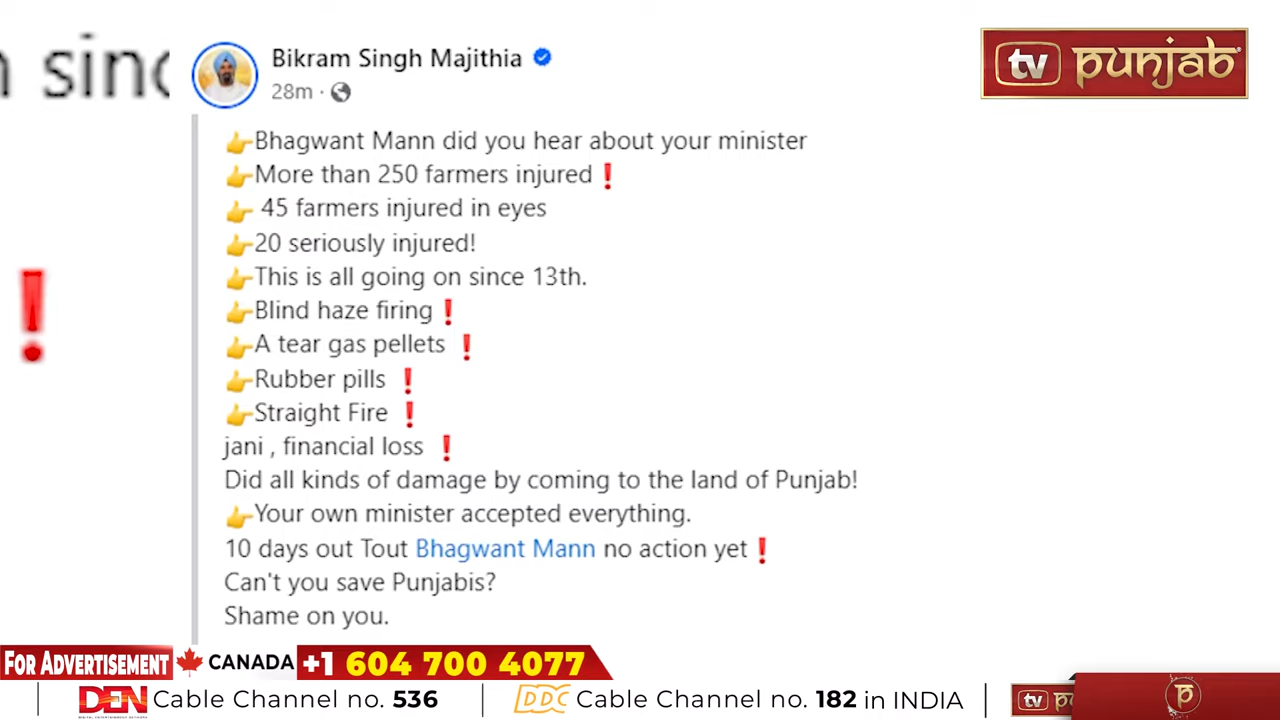 Bikram Singh Majithia
28m
tv punjab
👉Bhagwant Mann did you hear about your minister
👉More than 250 farmers injured❗
👉 45 farmers injured in eyes
👉20 seriously injured!
👉This is all going on since 13th.
👉Blind haze firing❗
👉A tear gas pellets ❗
👉Rubber pills ❗
👉Straight Fire ❗
jani , financial loss ❗
Did all kinds of damage by coming to the land of Punjab!
👉Your own minister accepted everything.
10 days out Tout Bhagwant Mann no action yet❗
Can't you save Punjabis?
Shame on you.
FOR ADVERTISEMENT CANADA +1 604 700 4077
DEN Cable Channel no. 536 DDC Cable Channel no. 182 in INDIA tv
DIGITAL ENTERTAINMENT NETWORK